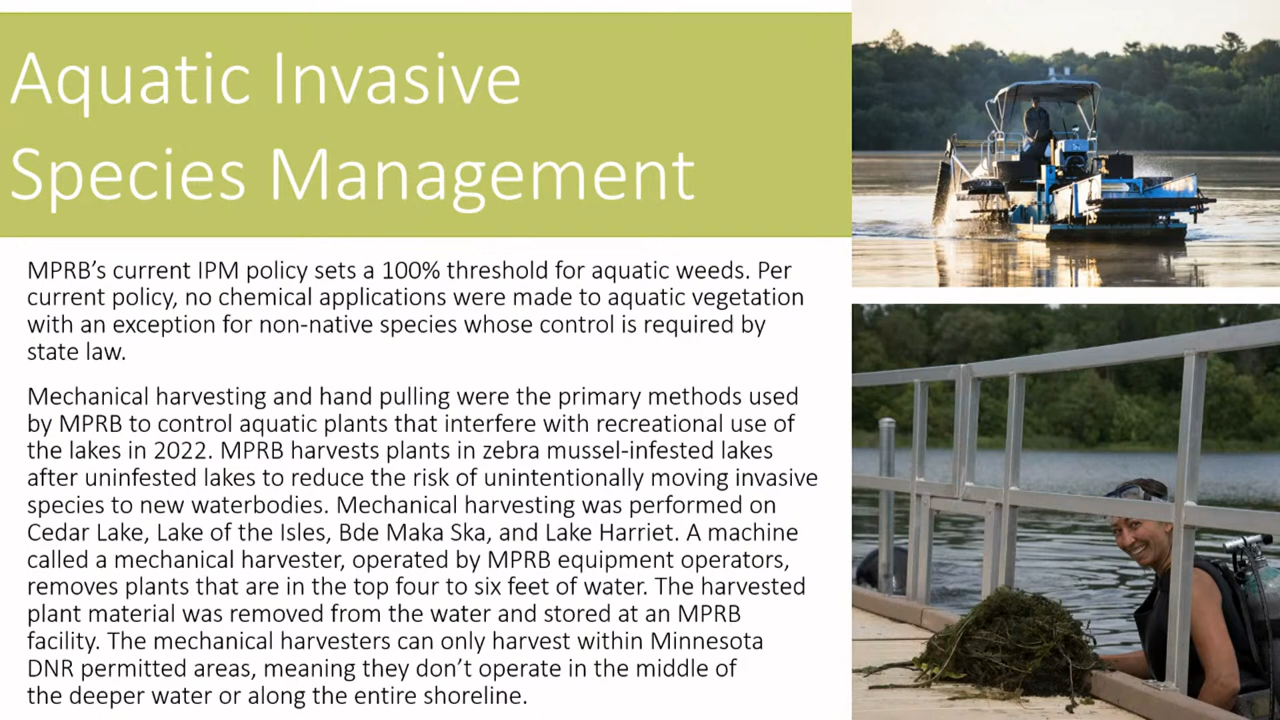 Aquatic Invasive
Species Management
MPRB’s current IPM policy sets a 100% threshold for aquatic weeds. Per
current policy, no chemical applications were made to aquatic vegetation
with an exception for non-native species whose control is required by
state law.
Mechanical harvesting and hand pulling were the primary methods used
by MPRB to control aquatic plants that interfere with recreational use of
the lakes in 2022. MPRB harvests plants in zebra mussel-infested lakes
after uninfested lakes to reduce the risk of unintentionally moving invasive
species to new waterbodies. Mechanical harvesting was performed on
Cedar Lake, Lake of the Isles, Bde Maka Ska, and Lake Harriet. A machine
called a mechanical harvester, operated by MPRB equipment operators,
removes plants that are in the top four to six feet of water. The harvested
plant material was removed from the water and stored at an MPRB
facility. The mechanical harvesters can only harvest within Minnesota
DNR permitted areas, meaning they don’t operate in the middle of
the deeper water or along the entire shoreline.